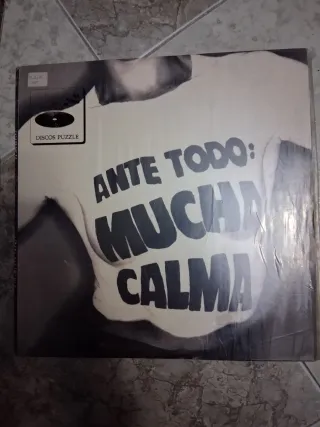 DISCOS PUZZLE
ANTE TODO:
MUCHA
CALMA